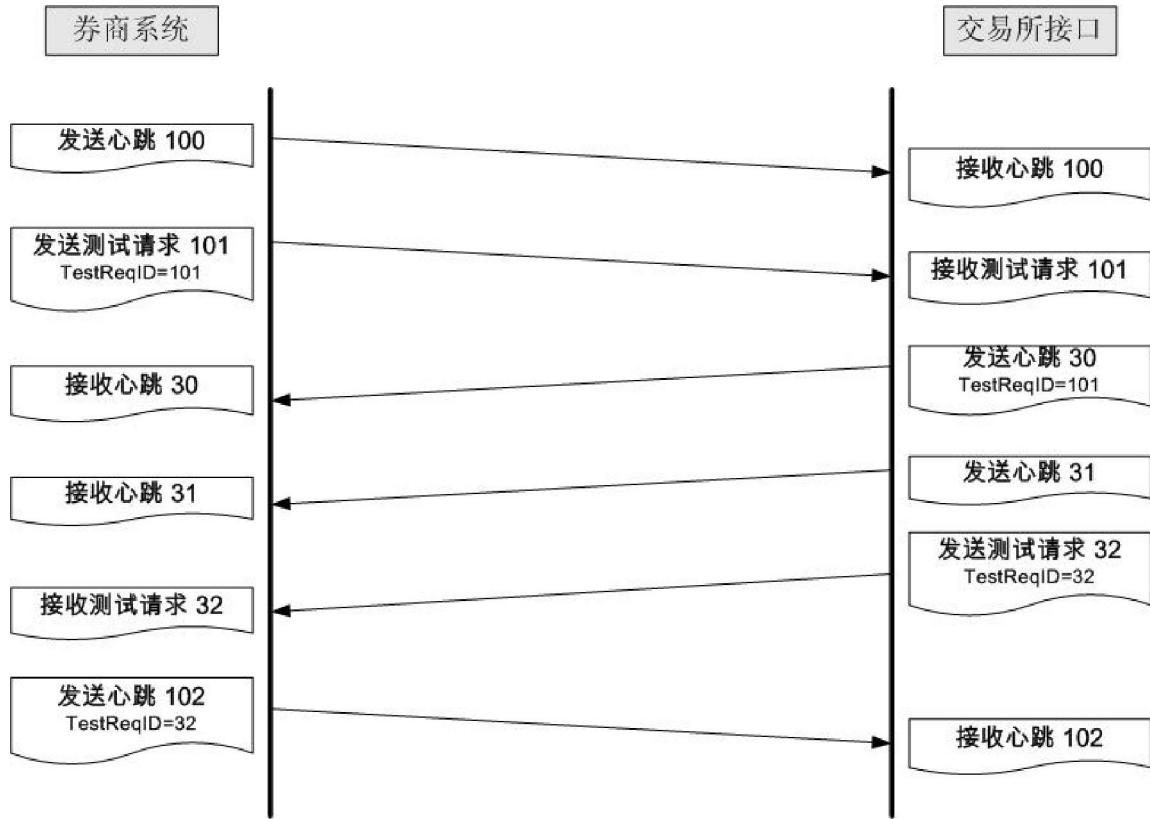 券商系统
交易所接口
发送心跳 100
接收心跳 100
发送测试请求 101
TestReqID=101
接收测试请求 101
发送心跳 30
TestReqID=101
接收心跳 30
发送心跳 31
接收心跳 31
发送测试请求 32
TestReqID=32
接收测试请求 32
发送心跳 102
TestReqID=32
接收心跳 102